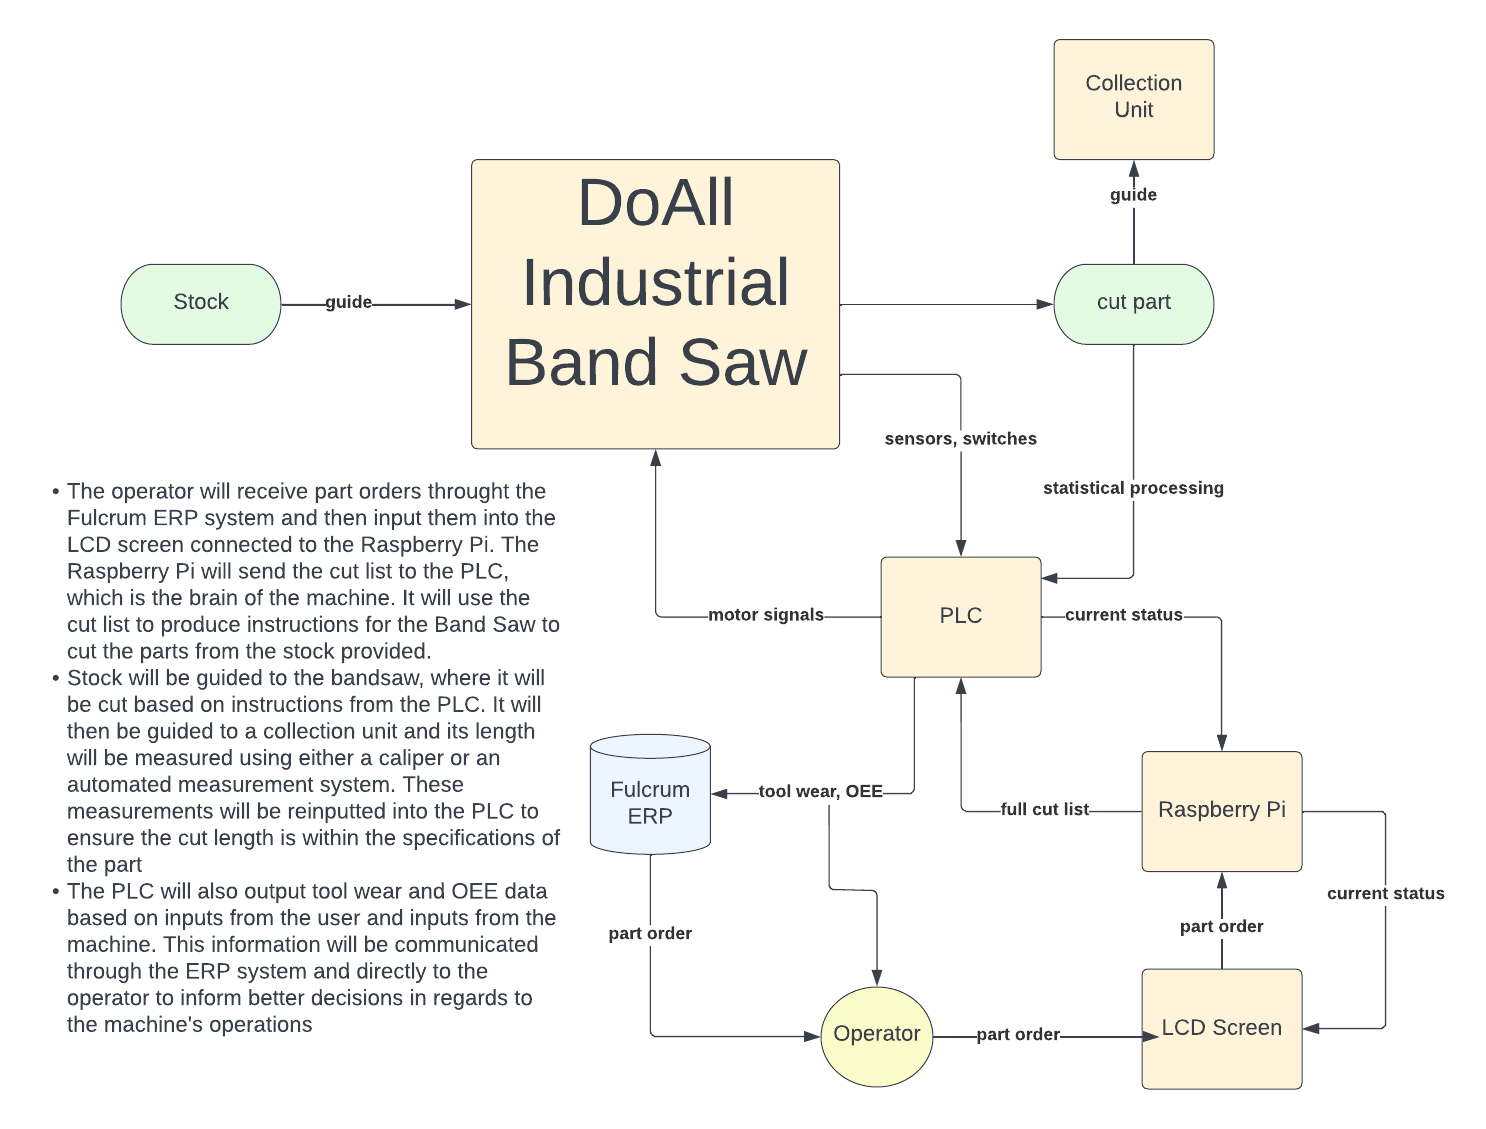 Collection
Unit
guide
DoAll
Industrial
Band Saw
Stock
guide
cut part
sensors, switches
statistical processing
• The operator will receive part orders throught the
Fulcrum ERP system and then input them into the
LCD screen connected to the Raspberry Pi. The
Raspberry Pi will send the cut list to the PLC,
which is the brain of the machine. It will use the
cut list to produce instructions for the Band Saw to
cut the parts from the stock provided.
• Stock will be guided to the bandsaw, where it will
be cut based on instructions from the PLC. It will
then be guided to a collection unit and its length
will be measured using either a caliper or an
automated measurement system. These
measurements will be reinputted into the PLC to
ensure the cut length is within the specifications of
the part
• The PLC will also output tool wear and OEE data
based on inputs from the user and inputs from the
machine. This information will be communicated
through the ERP system and directly to the
operator to inform better decisions in regards to
the machine's operations
motor signals
PLC
current status
Fulcrum
ERP
tool wear, OEE
full cut list
Raspberry Pi
current status
part order
part order
Operator
part order
LCD Screen